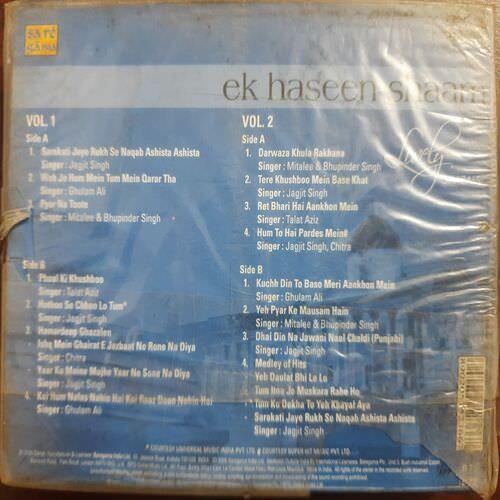 sa re
ga ma
ek haseen shaam
VOL. 1
Side A
1. Sarakati Jaye Rukh Se Naqab Ashista Ashista
Singer : Jagjit Singh
2. Woh Jo Hum Mein Tum Mein Qarar Tha
Singer : Ghulam Ali
3. Pyar Na Toote
Singer : Mitalee & Bhupinder Singh
Side B
1. Phool Ki Khushboo
Singer : Talat Aziz
2. Hothon Se Chhoo Lo Tum*
Singer : Jagjit Singh
3. Humardeep Ghazalen
Ishq Mein Ghairat E Jazbaat Ne Rone Na Diya
Singer : Chitra
Yaar Ko Maine Mujhe Yaar Ne Sone Na Diya
Singer : Jagjit Singh
4. Koi Hum Nafas Nahin Hai Koi Raaz Daan Nahin Hai
Singer : Ghulam Ali
VOL. 2
Side A
1. Darwaza Khula Rakhana
Singer : Mitalee & Bhupinder Singh
2. Tere Khushboo Mein Base Khat
Singer : Jagjit Singh
3. Ret Bhari Hai Aankhon Mein
Singer : Talat Aziz
4. Hum To Hai Pardes Mein#
Singer : Jagjit Singh, Chitra
Side B
1. Kuchh Din To Baso Meri Aankhon Mein
Singer : Ghulam Ali
2. Yeh Pyar Ke Mausam Hain
Singer : Mitalee & Bhupinder Singh
3. Dhai Din Na Jawani Naal Chaldi (Punjabi)
Singer : Jagjit Singh
4. Medley of Hits
Yeh Daulat Bhi Le Lo
Tum Itna Jo Muskara Rahe Ho
Tum Ko Dekha To Yeh Khayal Aya
Sarakati Jaye Rukh Se Naqab Ashista Ashista
Singer : Jagjit Singh
* COURTESY UNIVERSAL MUSIC INDIA PVT LTD # COURTESY SUPER HIT MUSIC PVT LTD.